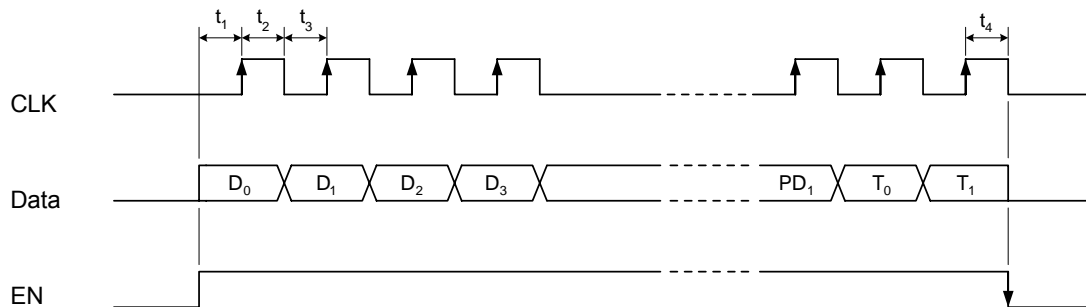 t₁ t₂ t₃ t₄
CLK
D₀ D₁ D₂ D₃ PD₁ T₀ T₁
Data
EN